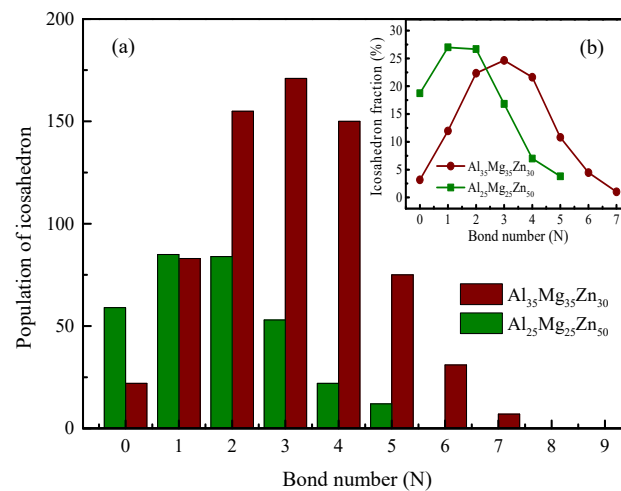 200
150
100
50
0
Population of icosahedron
(a)
0 1 2 3 4 5 6 7 8 9
Bond number (N)
Al₃₅Mg₃₅Zn₃₀
Al₂₅Mg₂₅Zn₅₀
(b)
30
25
20
15
10
5
0
Icosahedron fraction (%)
Al₃₅Mg₃₅Zn₃₀
Al₂₅Mg₂₅Zn₅₀
0 1 2 3 4 5 6 7
Bond number (N)